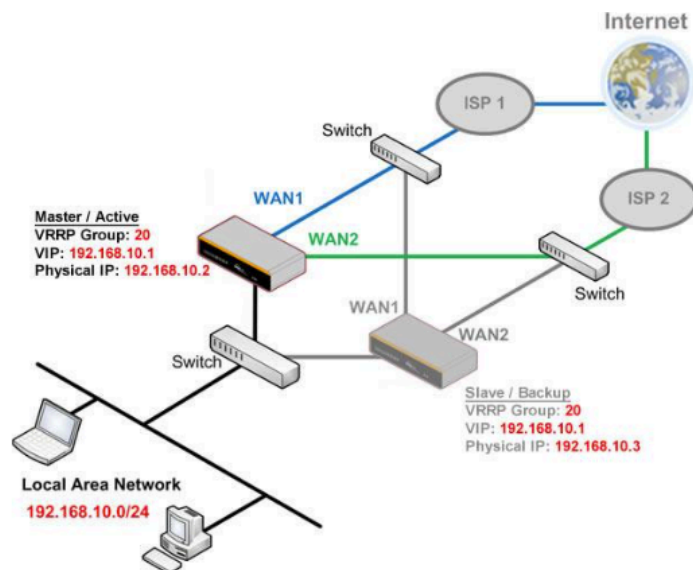 Internet
ISP 1
Switch
WAN1
Master / Active
VRRP Group: 20
VIP: 192.168.10.1
Physical IP: 192.168.10.2
WAN2
ISP 2
Switch
WAN1
WAN2
Switch
Slave / Backup
VRRP Group: 20
VIP: 192.168.10.1
Physical IP: 192.168.10.3
Local Area Network
192.168.10.0/24